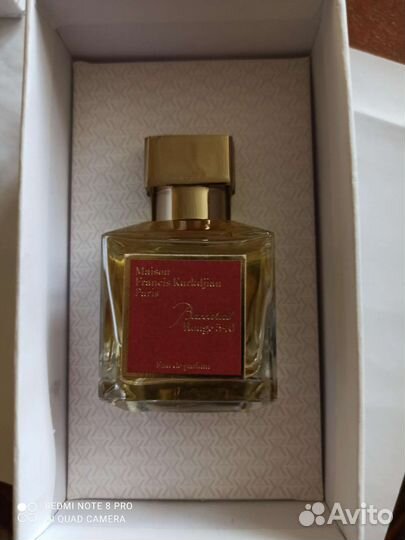 Maison
Francis Kurkdjian
Paris
Baccarat
Rouge 540
Eau de parfum
REDMI NOTE 8 PRO
AI QUAD CAMERA
Avito